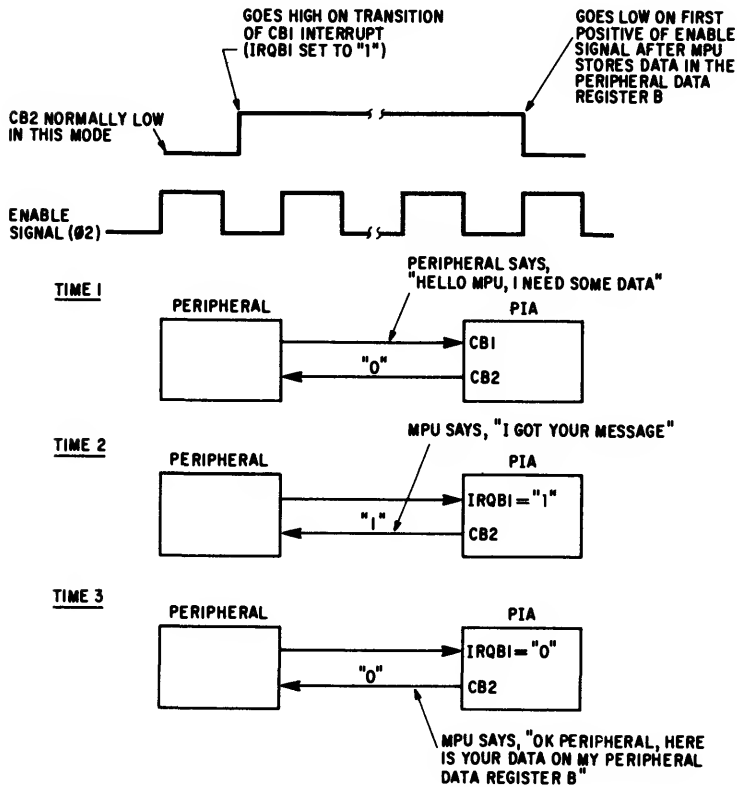 GOES HIGH ON TRANSITION
OF CB1 INTERRUPT
(IRQB1 SET TO "1")
GOES LOW ON FIRST
POSITIVE OF ENABLE
SIGNAL AFTER MPU
STORES DATA IN THE
PERIPHERAL DATA
REGISTER B
CB2 NORMALLY LOW
IN THIS MODE
ENABLE
SIGNAL (Ø2)
TIME 1
PERIPHERAL SAYS,
"HELLO MPU, I NEED SOME DATA"
PERIPHERAL
PIA
CB1
"0"
CB2
TIME 2
MPU SAYS, "I GOT YOUR MESSAGE"
PERIPHERAL
PIA
IRQB1="1"
"1"
CB2
TIME 3
PERIPHERAL
PIA
IRQB1="0"
"0"
CB2
MPU SAYS, "OK PERIPHERAL, HERE
IS YOUR DATA ON MY PERIPHERAL
DATA REGISTER B"